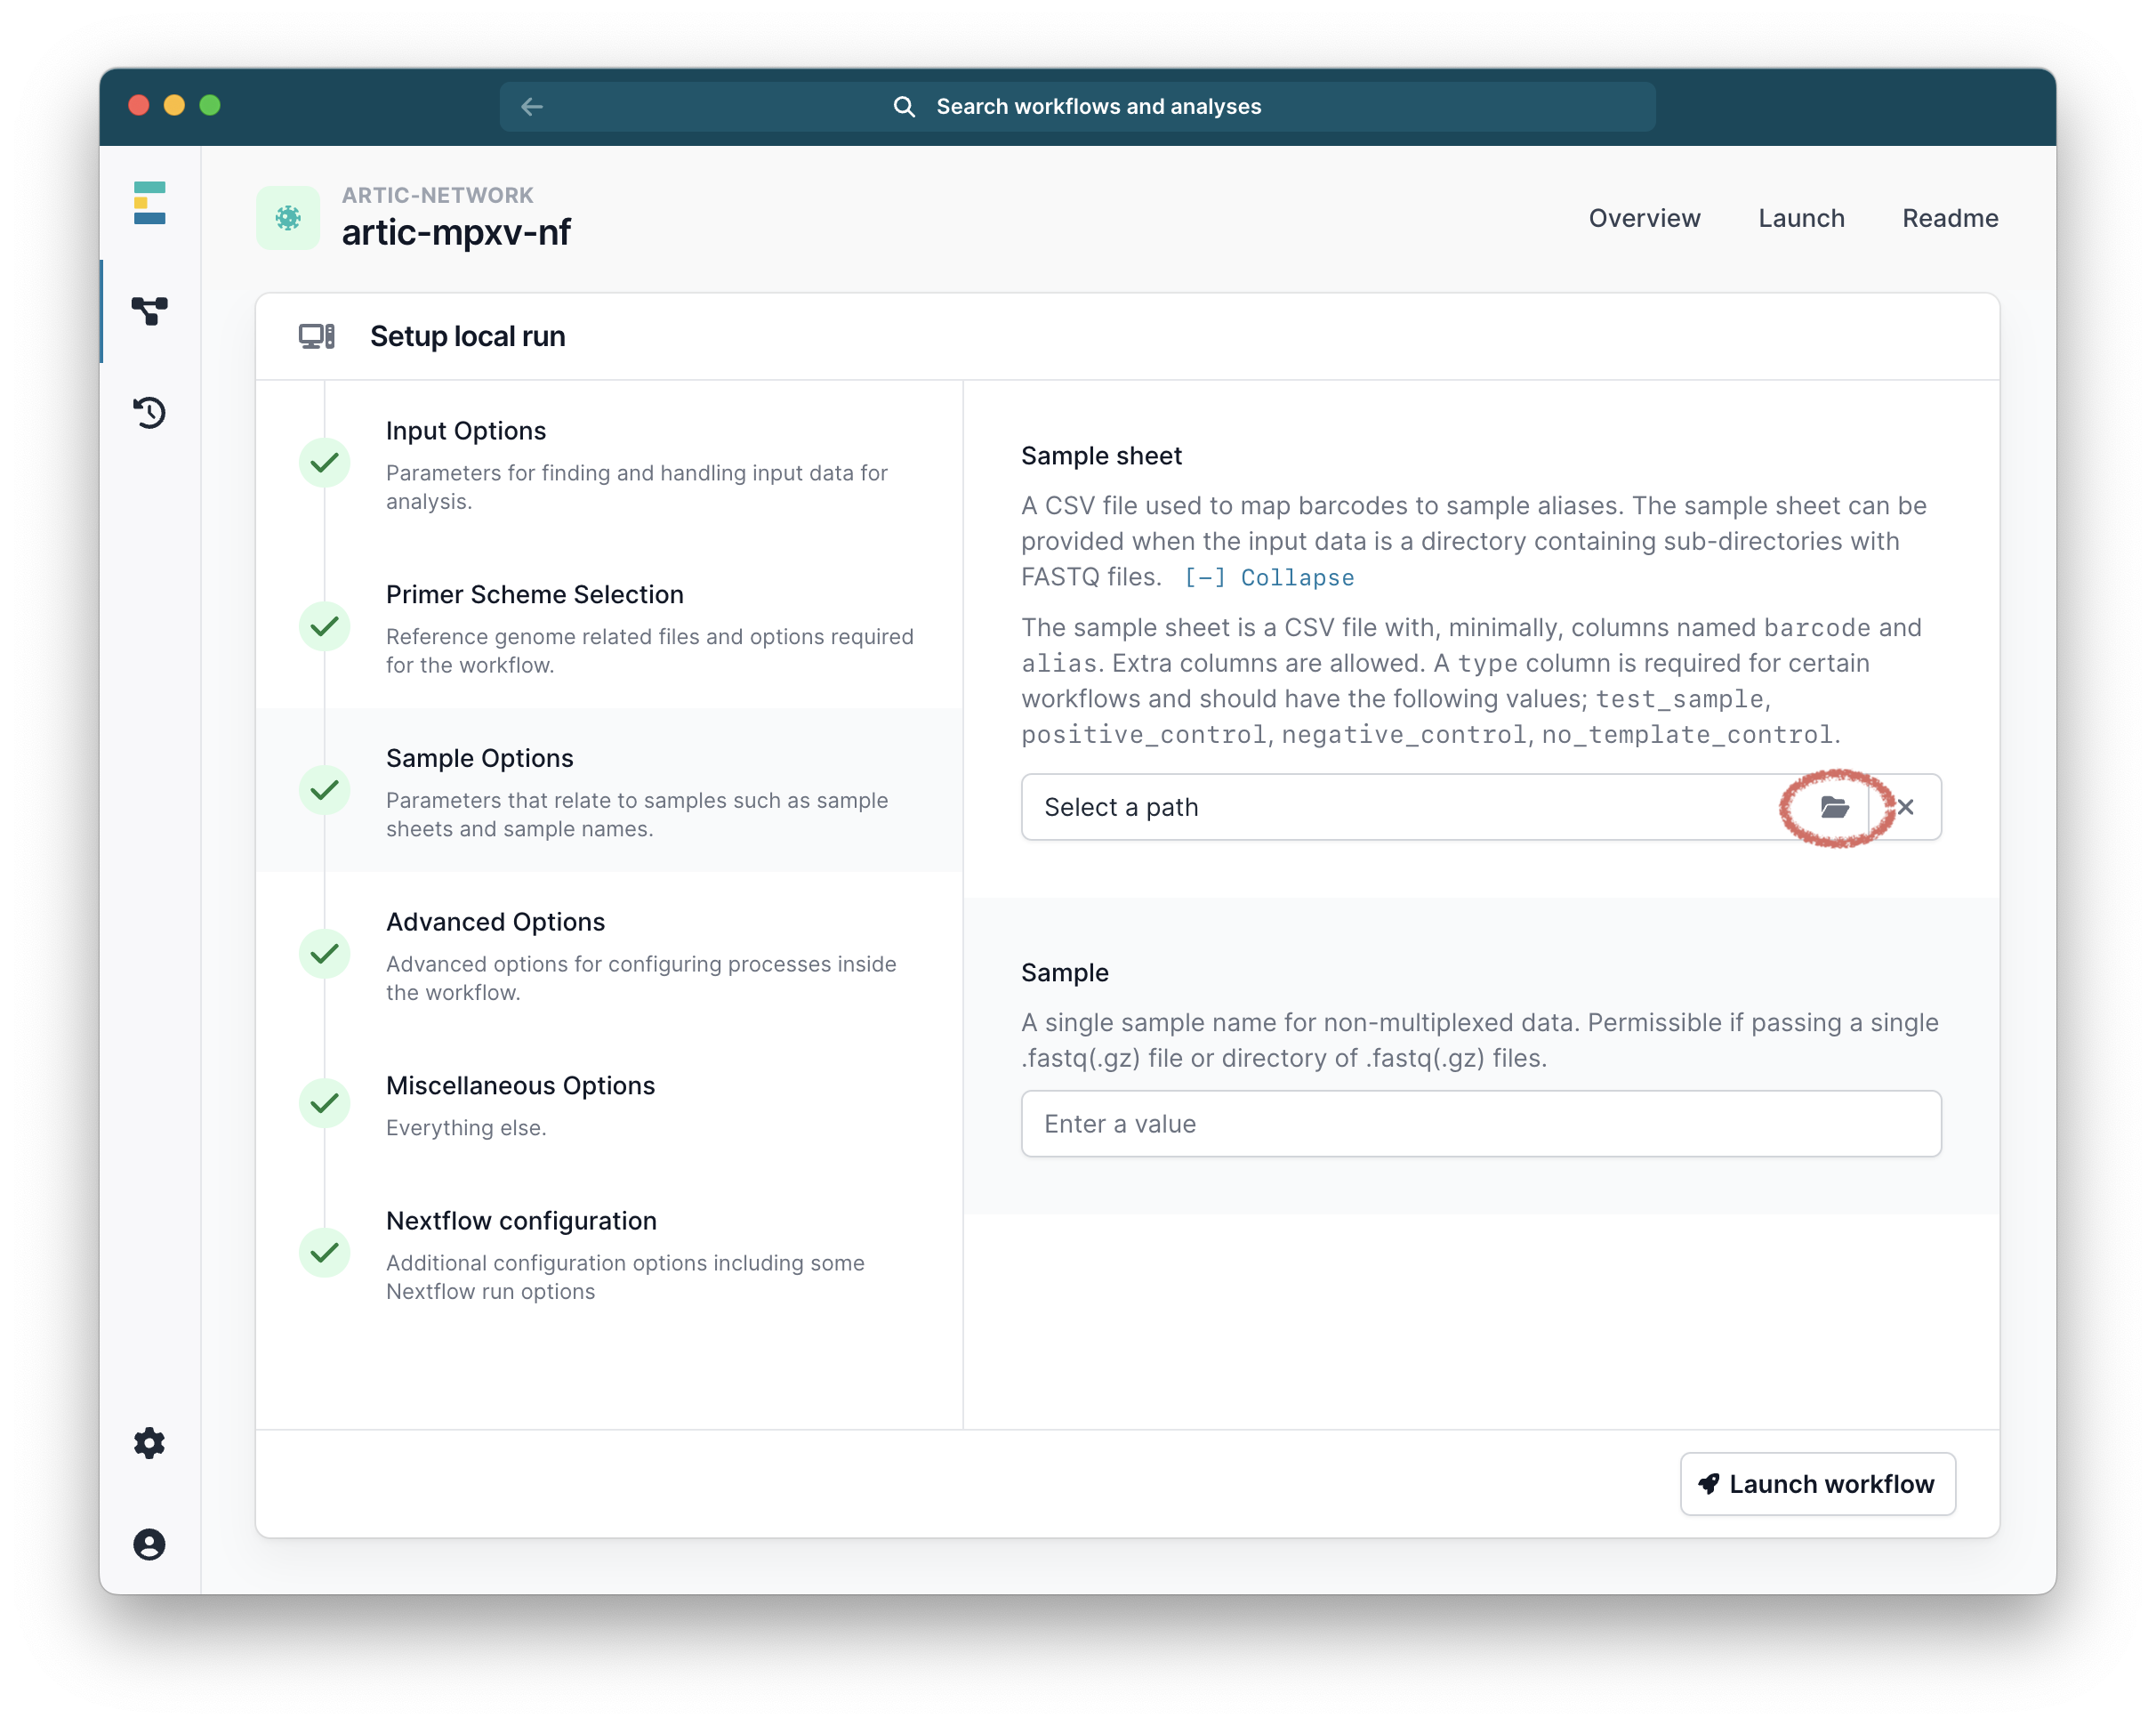 Search workflows and analyses
ARTIC-NETWORK
artic-mpxv-nf
Overview
Launch
Readme
Setup local run
Input Options
Parameters for finding and handling input data for
analysis.
Primer Scheme Selection
Reference genome related files and options required
for the workflow.
Sample Options
Parameters that relate to samples such as sample
sheets and sample names.
Advanced Options
Advanced options for configuring processes inside
the workflow.
Miscellaneous Options
Everything else.
Nextflow configuration
Additional configuration options including some
Nextflow run options
Sample sheet
A CSV file used to map barcodes to sample aliases. The sample sheet can be
provided when the input data is a directory containing sub-directories with
FASTQ files. [–] Collapse
The sample sheet is a CSV file with, minimally, columns named barcode and
alias. Extra columns are allowed. A type column is required for certain
workflows and should have the following values; test_sample,
positive_control, negative_control, no_template_control.
Select a path
Sample
A single sample name for non-multiplexed data. Permissible if passing a single
.fastq(.gz) file or directory of .fastq(.gz) files.
Enter a value
Launch workflow